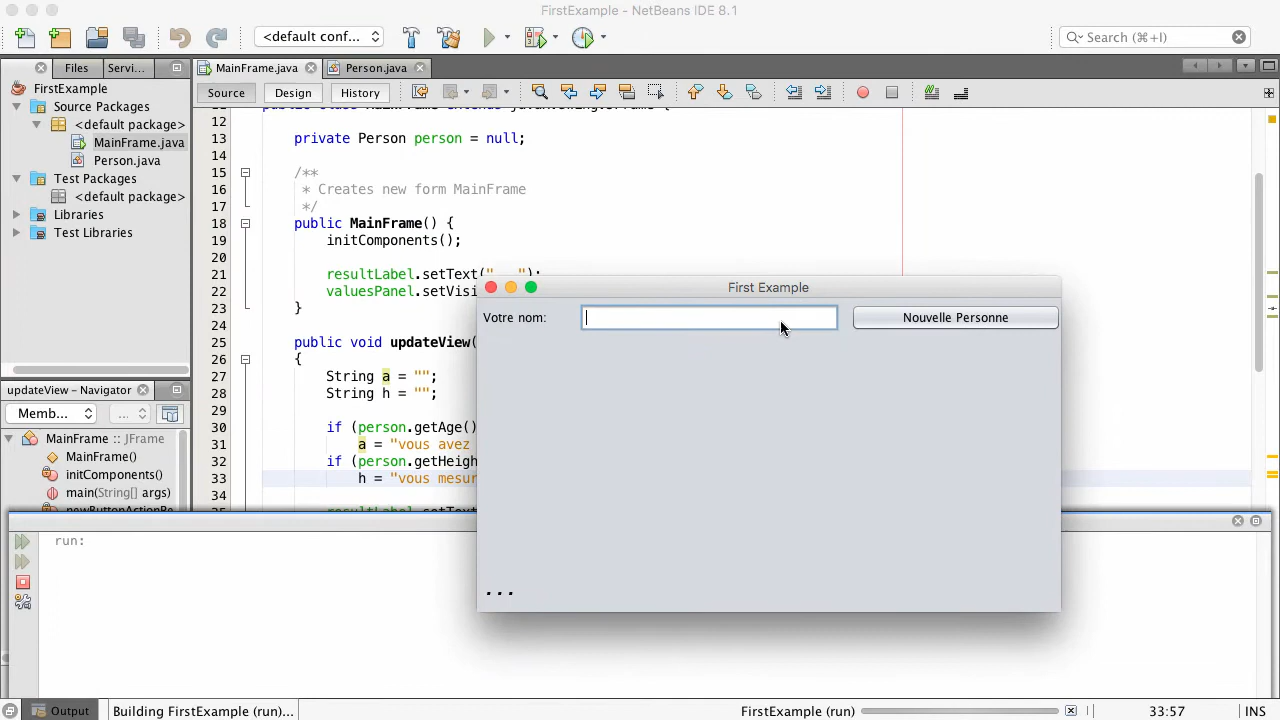 FirstExample - NetBeans IDE 8.1
<default conf...
Search (⌘+I)
Files
Servi...
MainFrame.java
Person.java
FirstExample
Source
Design
History
Source Packages
<default package>
MainFrame.java
Person.java
Test Packages
<default package>
Libraries
Test Libraries
12
13 private Person person = null;
14
15 /**
16 * Creates new form MainFrame
17 */
18 public MainFrame() {
19 initComponents();
20
21 resultLabel.setText("...");
22 valuesPanel.setVisi
23 }
24
25 public void updateView(
26 {
27 String a = "";
28 String h = "";
29
30 if (person.getAge()
31 a = "vous avez
32 if (person.getHeigh
33 h = "vous mesur
34
First Example
Votre nom:
Nouvelle Personne
...
updateView - Navigator
Memb...
...
MainFrame :: JFrame
MainFrame()
initComponents()
main(String[] args)
run:
Output
Building FirstExample (run)...
FirstExample (run)
33:57
INS